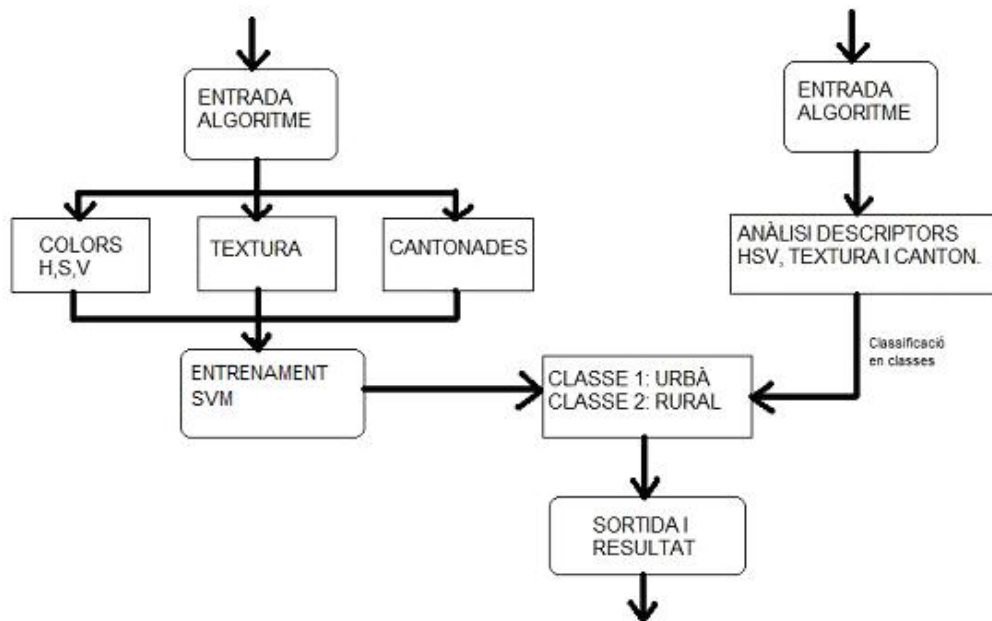 ENTRADA
ALGORITME
ENTRADA
ALGORITME
COLORS
H,S,V
TEXTURA
CANTONADES
ANÀLISI DESCRIPTORS
HSV, TEXTURA I CANTON.
Classificació
en classes
ENTRENAMENT
SVM
CLASSE 1: URBÀ
CLASSE 2: RURAL
SORTIDA I
RESULTAT